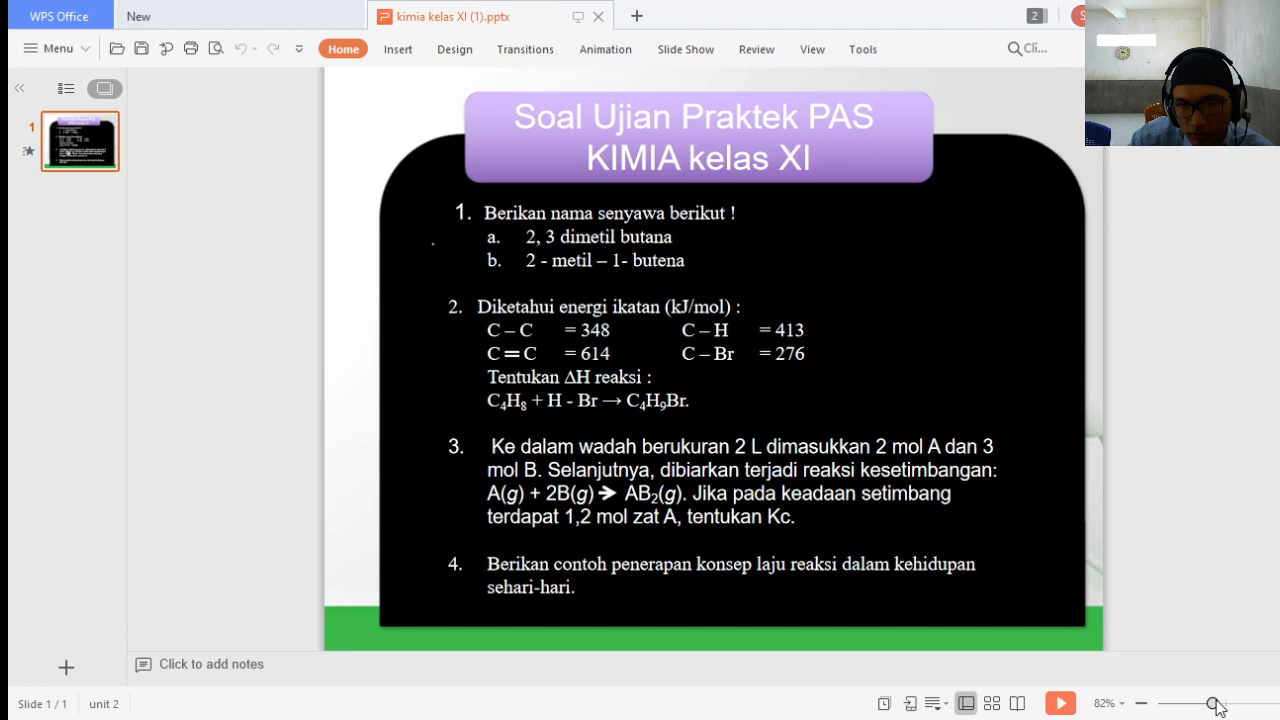 WPS Office
New
kimia kelas XI (1).pptx
2
S
Menu
Home
Insert
Design
Transitions
Animation
Slide Show
Review
View
Tools
Cli...
1
Soal Ujian Praktek PAS
KIMIA kelas XI
1. Berikan nama senyawa berikut !
a. 2, 3 dimetil butana
b. 2 - metil – 1- butena
2. Diketahui energi ikatan (kJ/mol) :
C – C = 348 C – H = 413
C = C = 614 C – Br = 276
Tentukan ΔH reaksi :
C₄H₈ + H - Br → C₄H₉Br.
3. Ke dalam wadah berukuran 2 L dimasukkan 2 mol A dan 3
mol B. Selanjutnya, dibiarkan terjadi reaksi kesetimbangan:
A(g) + 2B(g) ➔ AB₂(g). Jika pada keadaan setimbang
terdapat 1,2 mol zat A, tentukan Kc.
4. Berikan contoh penerapan konsep laju reaksi dalam kehidupan
sehari-hari.
Click to add notes
Slide 1 / 1
unit 2
82%